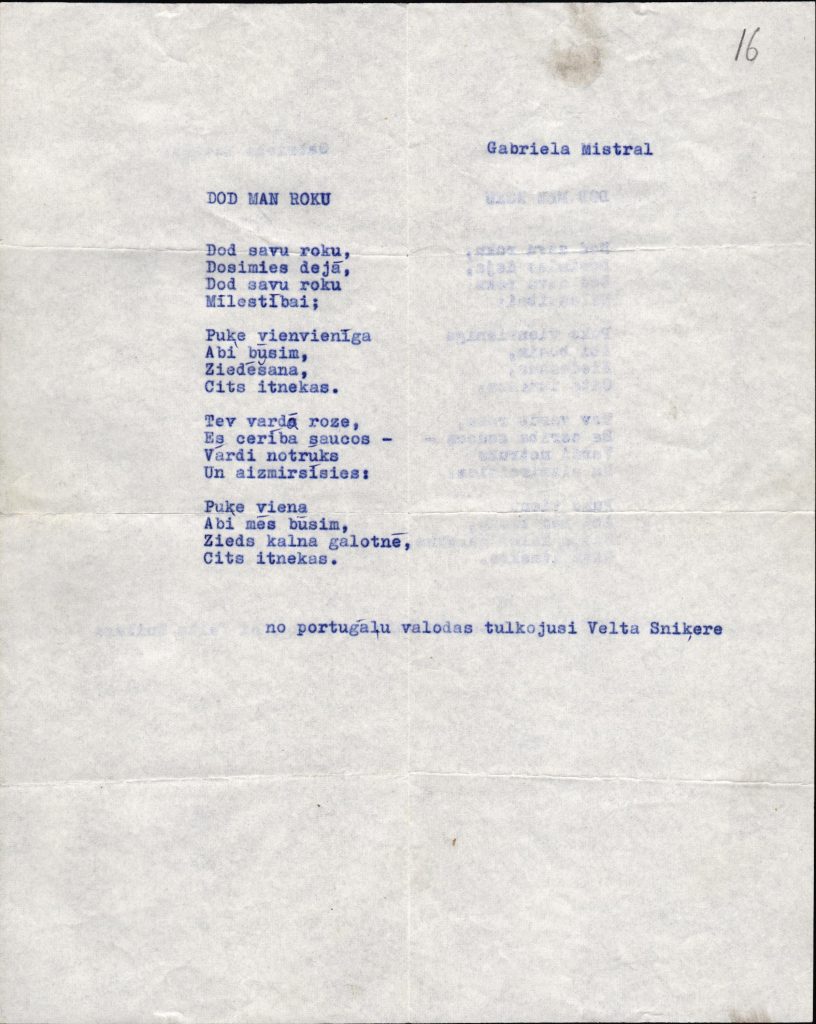 16
Gabriela Mistral
DOD MAN ROKU
Dod savu roku,
Dosimies dejā,
Dod savu roku
Mīlestībai;
Puķe vienvienīga
Abi būsim,
Ziedēšana,
Cits itnekas.
Tev vārdā roze,
Es cerība saucos -
Vārdi notruks
Un aizmirsīsies:
Puķe viena
Abi mēs būsim,
Zieds kalna galotnē,
Cits itnekas.
no portugāļu valodas tulkojusi Velta Sniķere